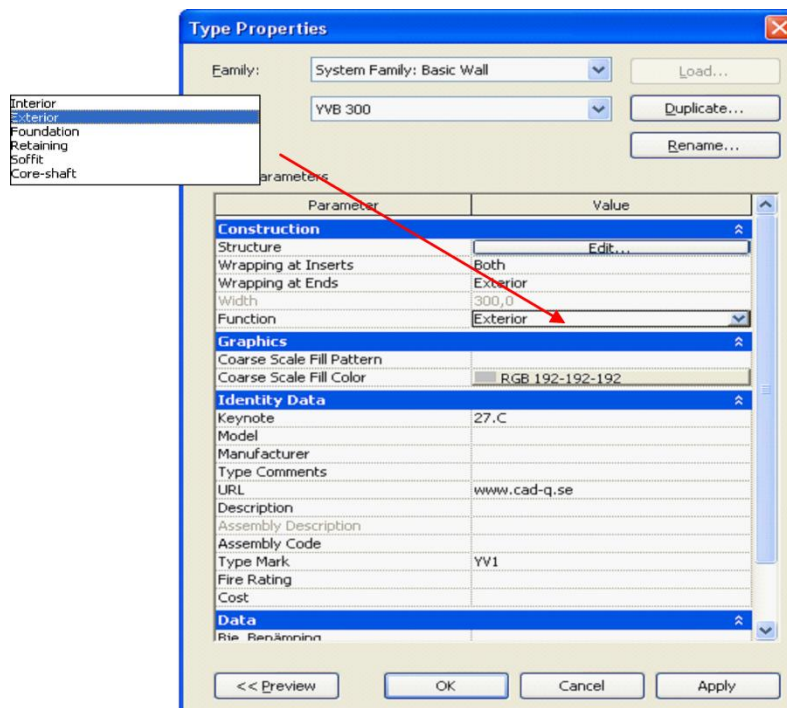 Type Properties
Family: System Family: Basic Wall Load...
Interior
Exterior
Foundation
Retaining
Soffit
Core-shaft
YVB 300 Duplicate...
Rename...
arameters
Parameter Value
Construction
Structure Edit...
Wrapping at Inserts Both
Wrapping at Ends Exterior
Width 300,0
Function Exterior
Graphics
Coarse Scale Fill Pattern
Coarse Scale Fill Color RGB 192-192-192
Identity Data
Keynote 27.C
Model
Manufacturer
Type Comments
URL www.cad-q.se
Description
Assembly Description
Assembly Code
Type Mark YV1
Fire Rating
Cost
Data
<< Preview OK Cancel Apply